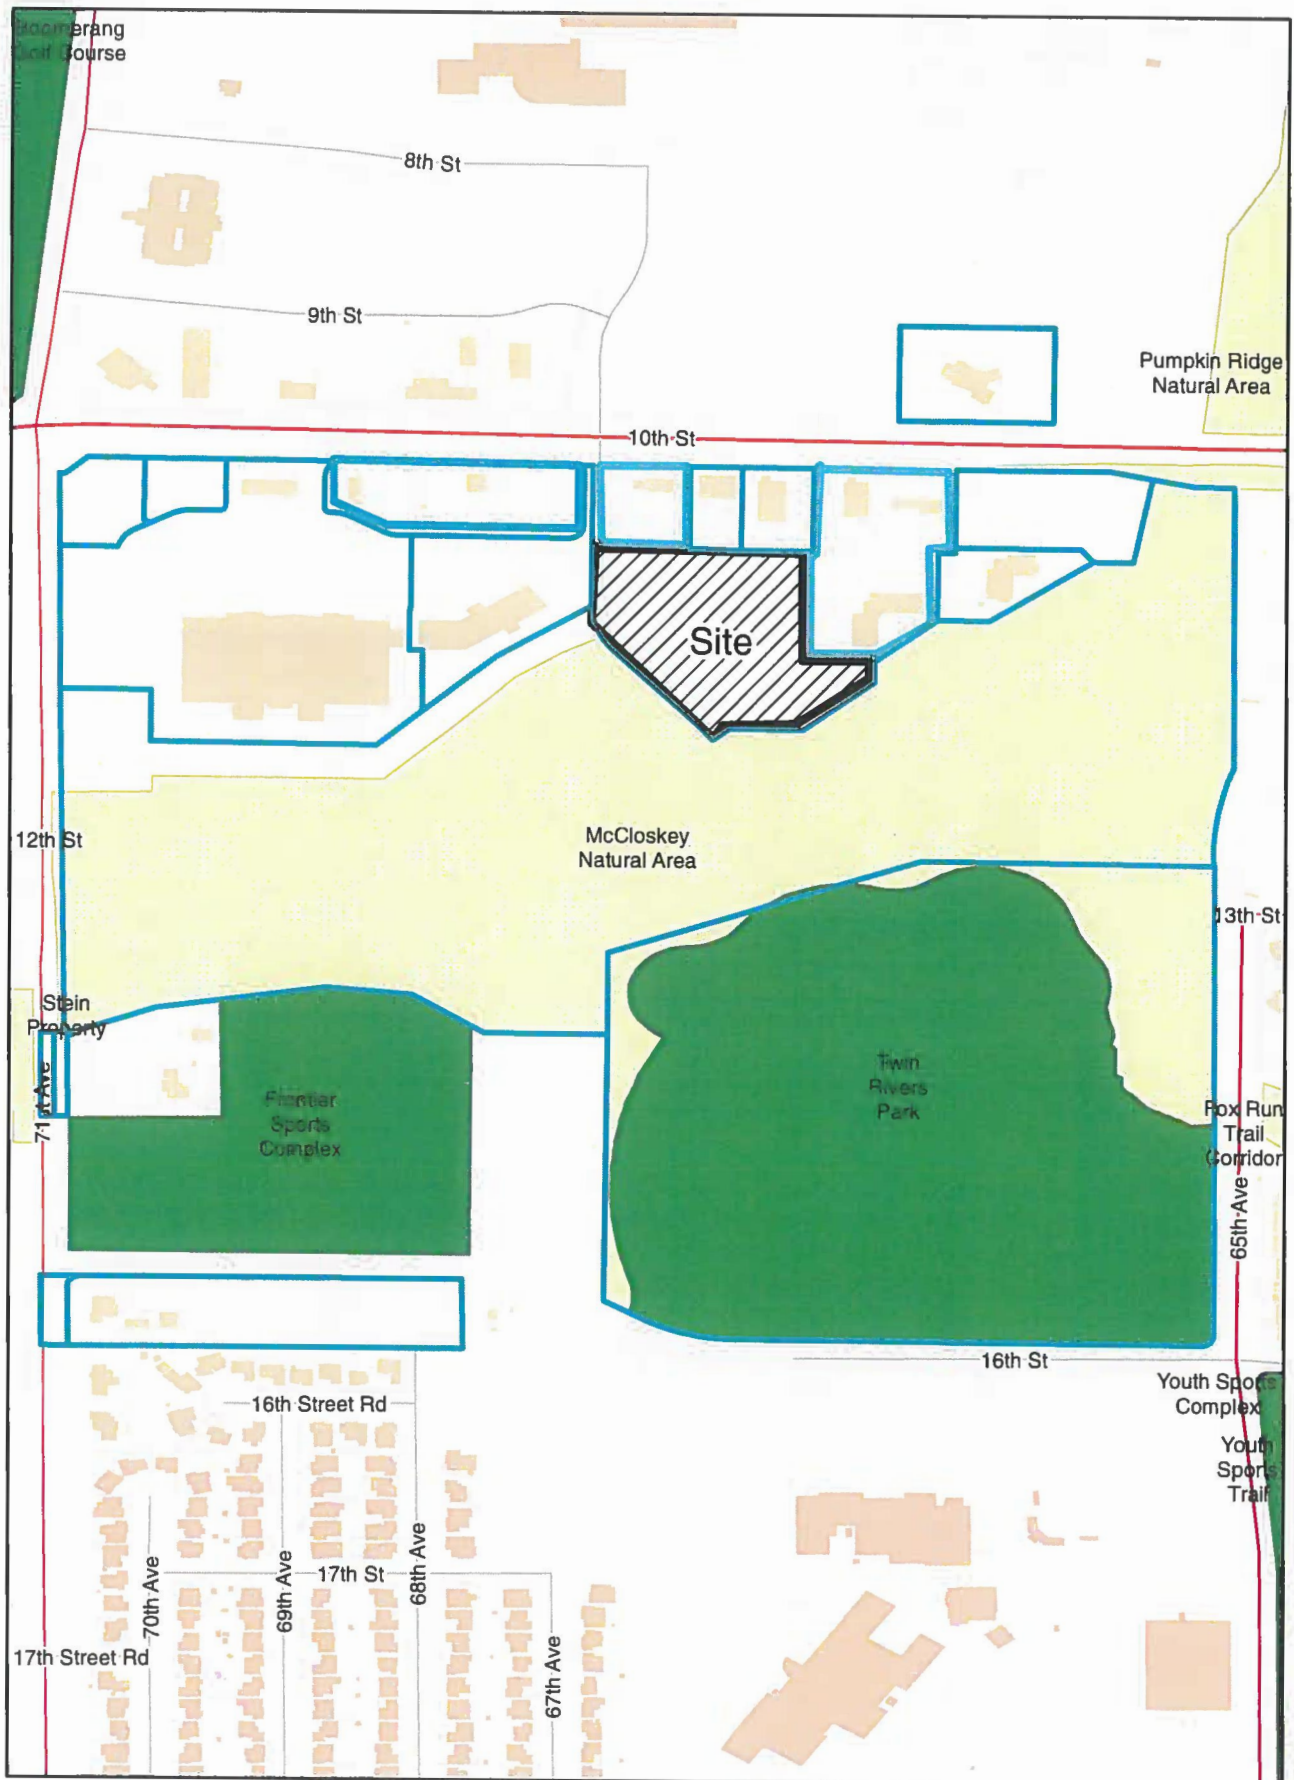 Boomerang
Golf Course
8th St
9th St
Pumpkin Ridge
Natural Area
10th St
Site
12th St
McCloskey
Natural Area
13th St
Stein
Property
71st Ave
Frontier
Sports
Complex
Twin
Rivers
Park
Fox Run
Trail
Corridor
65th Ave
16th St
Youth Sports
Complex
16th Street Rd
Youth
Sports
Trail
70th Ave
69th Ave
17th St
68th Ave
67th Ave
17th Street Rd